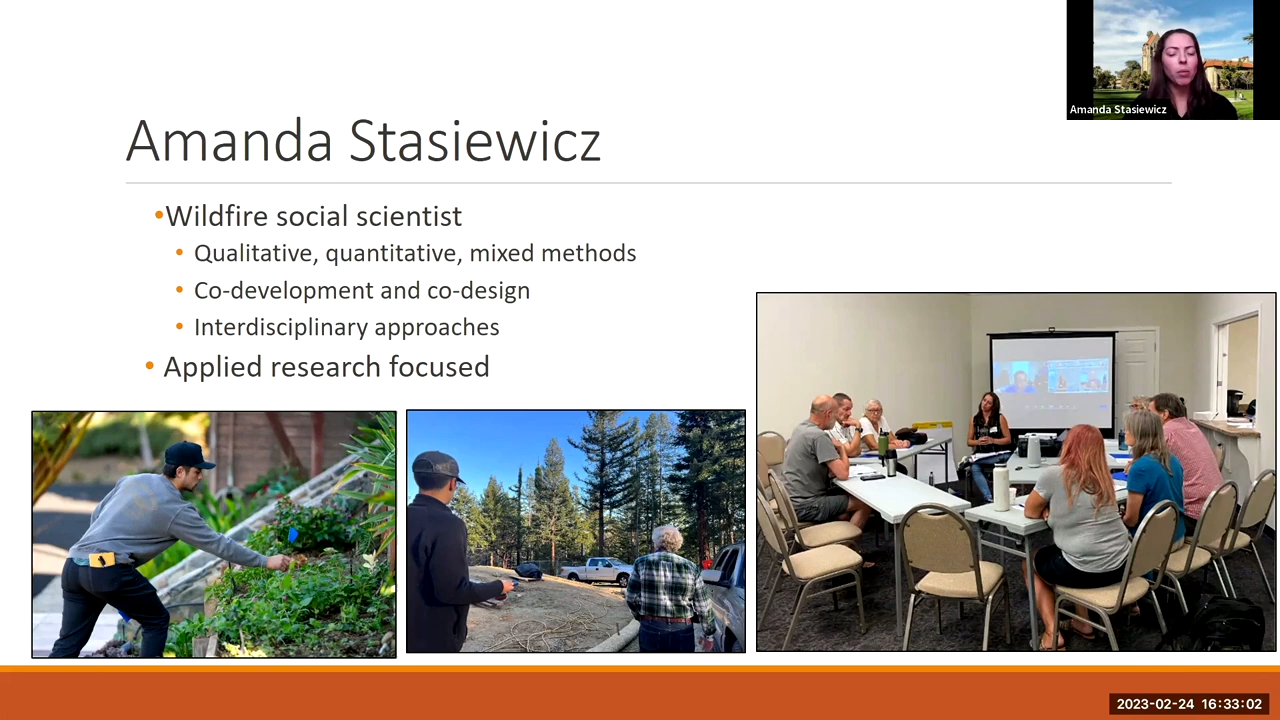 Amanda Stasiewicz
Amanda Stasiewicz
•Wildfire social scientist
• Qualitative, quantitative, mixed methods
• Co-development and co-design
• Interdisciplinary approaches
• Applied research focused
2023-02-24 16:33:02